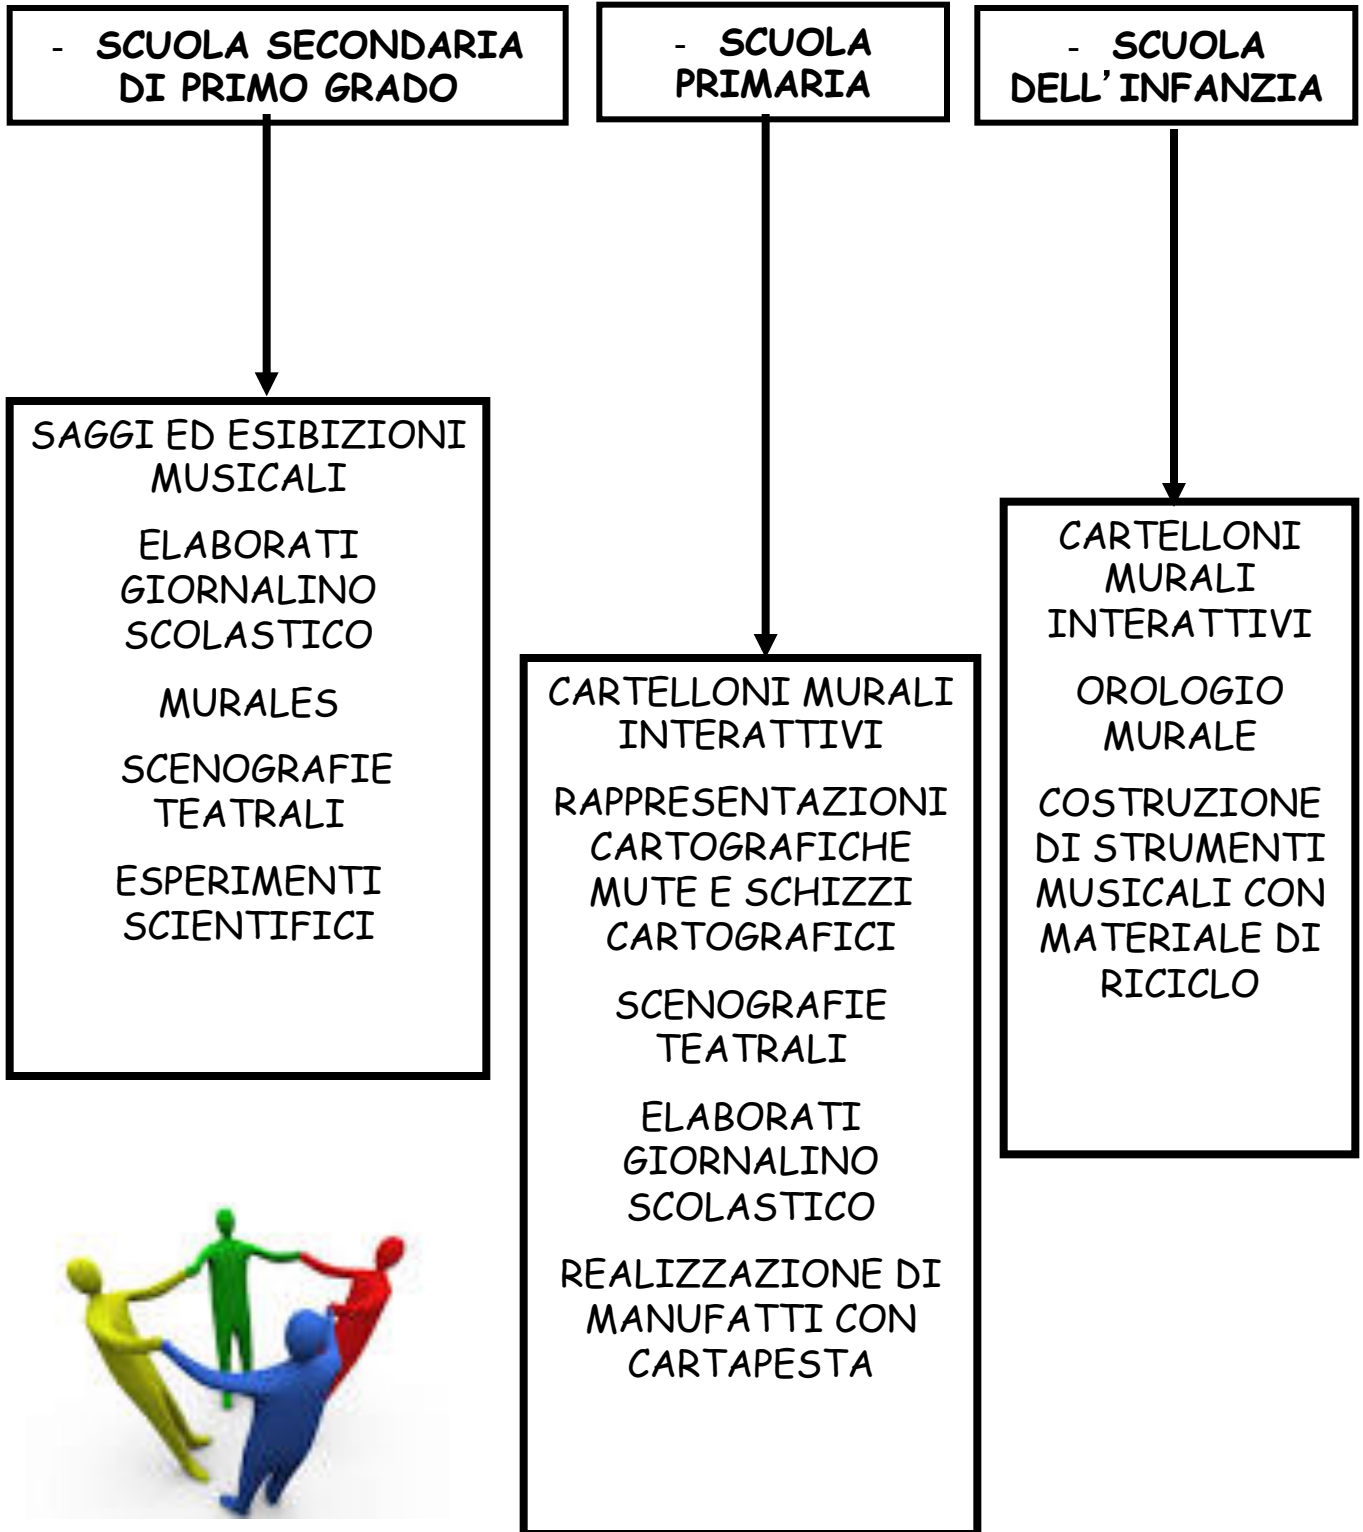 - SCUOLA SECONDARIA
DI PRIMO GRADO
- SCUOLA
PRIMARIA
- SCUOLA
DELL'INFANZIA
SAGGI ED ESIBIZIONI
MUSICALI
ELABORATI
GIORNALINO
SCOLASTICO
MURALES
SCENOGRAFIE
TEATRALI
ESPERIMENTI
SCIENTIFICI
CARTELLONI MURALI
INTERATTIVI
RAPPRESENTAZIONI
CARTOGRAFICHE
MUTE E SCHIZZI
CARTOGRAFICI
SCENOGRAFIE
TEATRALI
ELABORATI
GIORNALINO
SCOLASTICO
REALIZZAZIONE DI
MANUFATTI CON
CARTAPESTA
CARTELLONI
MURALI
INTERATTIVI
OROLOGIO
MURALE
COSTRUZIONE
DI STRUMENTI
MUSICALI CON
MATERIALE DI
RICICLO